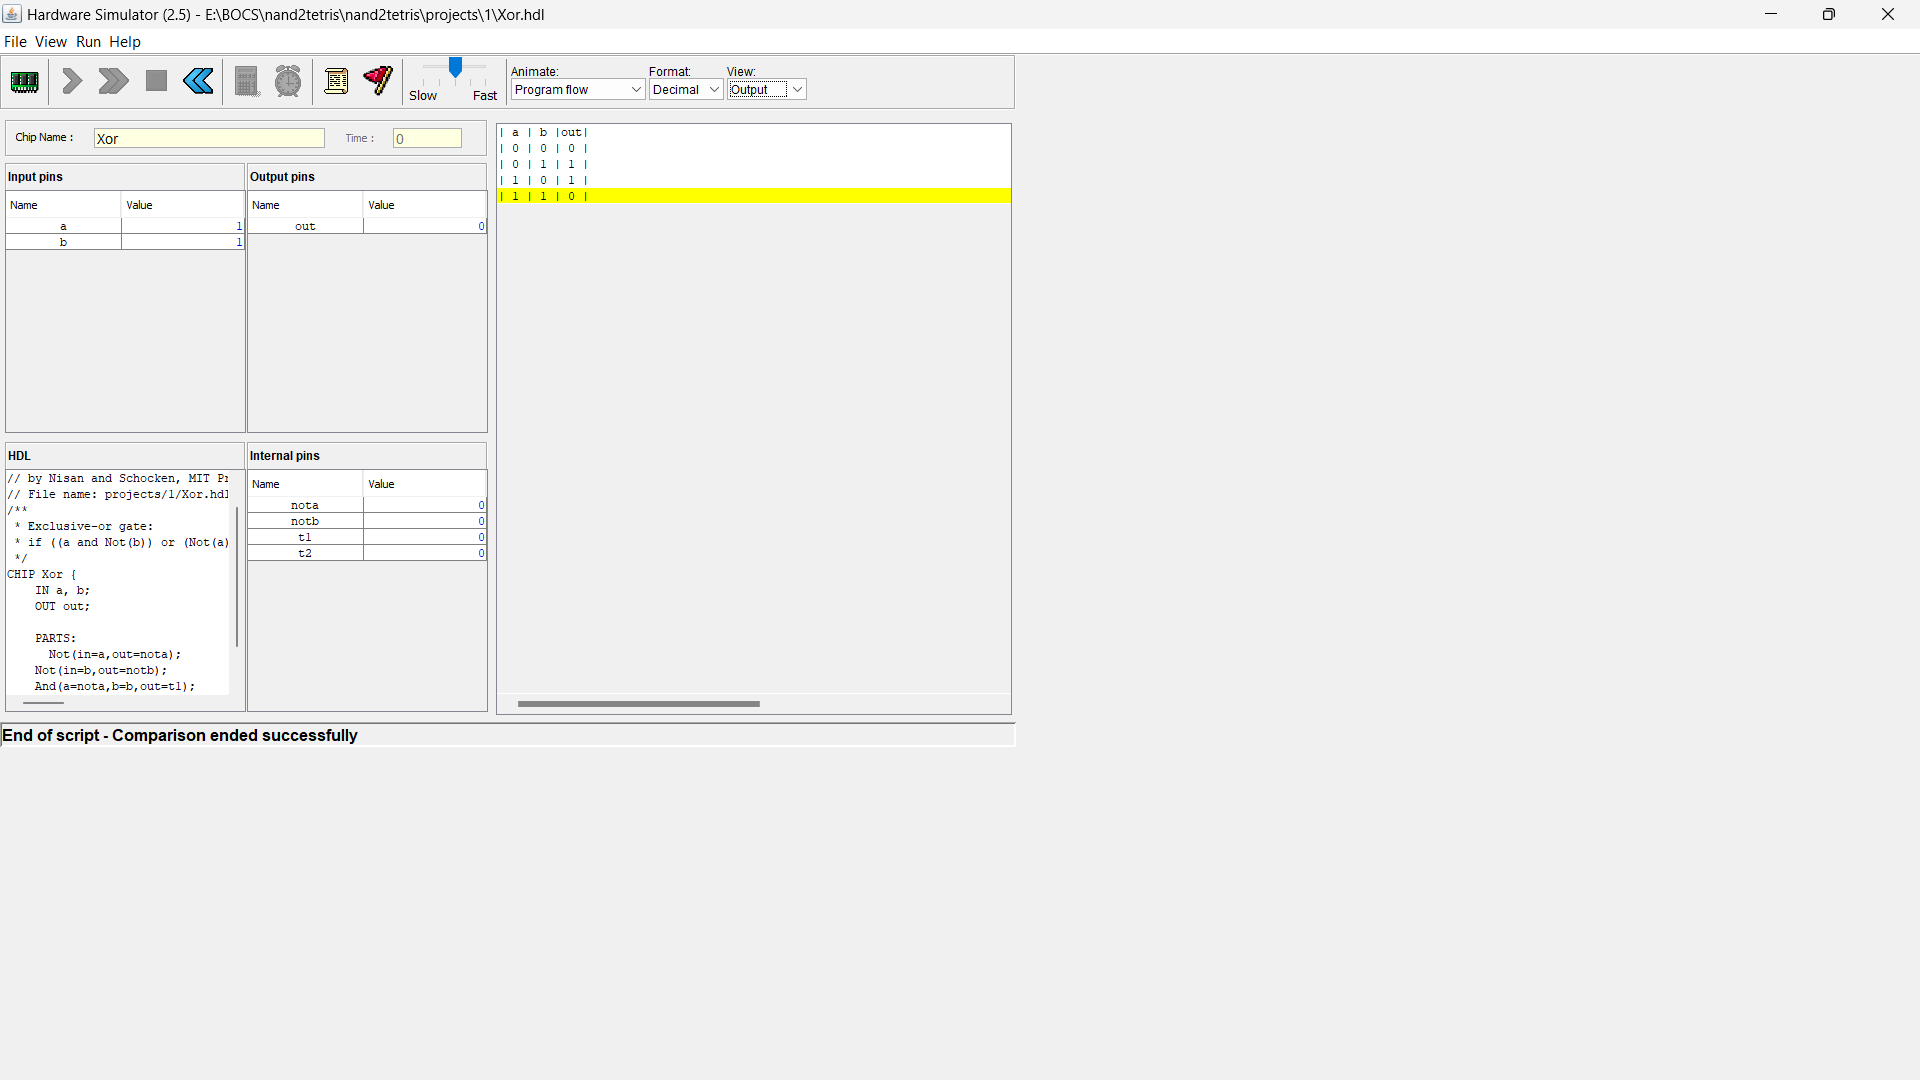 Hardware Simulator (2.5) - E:\BOCS\nand2tetris\nand2tetris\projects\1\Xor.hdl
File View Run Help
Slow Fast
Animate: Format: View:
Program flow Decimal Output
Chip Name : Xor Time : 0
Input pins
Name Value
a 1
b 1
Output pins
Name Value
out 0
HDL
// by Nisan and Schocken, MIT Pr
// File name: projects/1/Xor.hdl
/**
* Exclusive-or gate:
* if ((a and Not(b)) or (Not(a)
*/
CHIP Xor {
IN a, b;
OUT out;
PARTS:
Not(in=a,out=nota);
Not(in=b,out=notb);
And(a=nota,b=b,out=t1);
Internal pins
Name Value
nota 0
notb 0
t1 0
t2 0
| a | b |out|
| 0 | 0 | 0 |
| 0 | 1 | 1 |
| 1 | 0 | 1 |
| 1 | 1 | 0 |
End of script - Comparison ended successfully